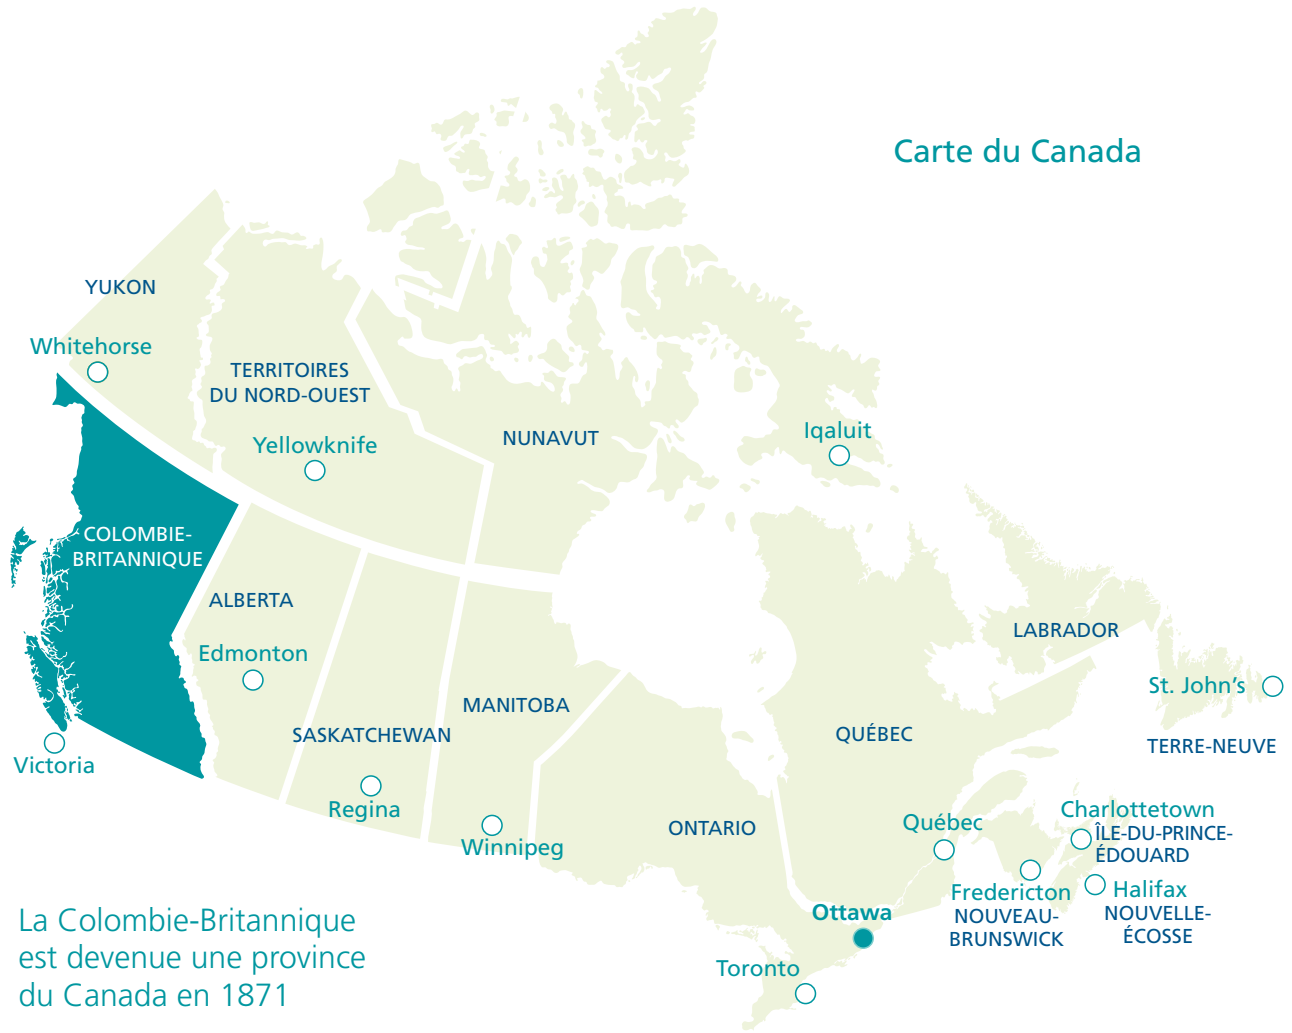 Carte du Canada
YUKON
Whitehorse
TERRITOIRES
DU NORD-OUEST
Yellowknife
NUNAVUT
Iqaluit
COLOMBIE-
BRITANNIQUE
Victoria
ALBERTA
Edmonton
SASKATCHEWAN
Regina
MANITOBA
Winnipeg
ONTARIO
Toronto
Ottawa
QUÉBEC
Québec
LABRADOR
St. John's
TERRE-NEUVE
Charlottetown
ÎLE-DU-PRINCE-
ÉDOUARD
Fredericton
NOUVEAU-
BRUNSWICK
Halifax
NOUVELLE-
ÉCOSSE
La Colombie-Britannique
est devenue une province
du Canada en 1871